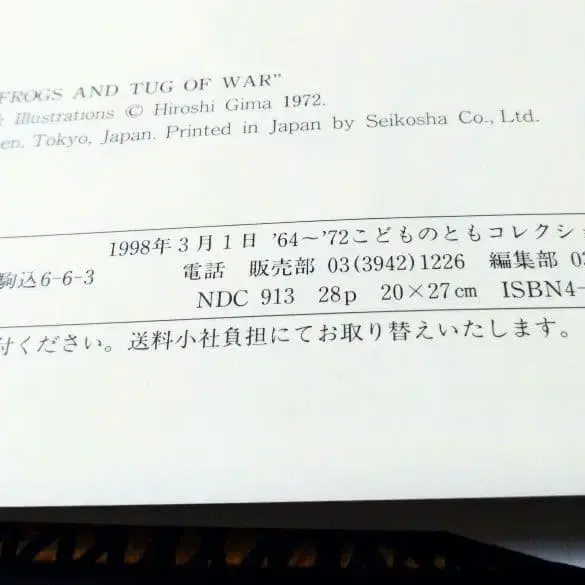 FROGS AND TUG OF WAR"
Illustrations © Hiroshi Gima 1972.
en. Tokyo, Japan. Printed in Japan by Seikosha Co., Ltd.
1998年3月1日 '64～'72こどものともコレクシ
駒込6-6-3 電話 販売部 03(3942)1226 編集部 03
NDC 913 28p 20×27cm ISBN4-
付ください。送料小社負担にてお取り替えいたします。